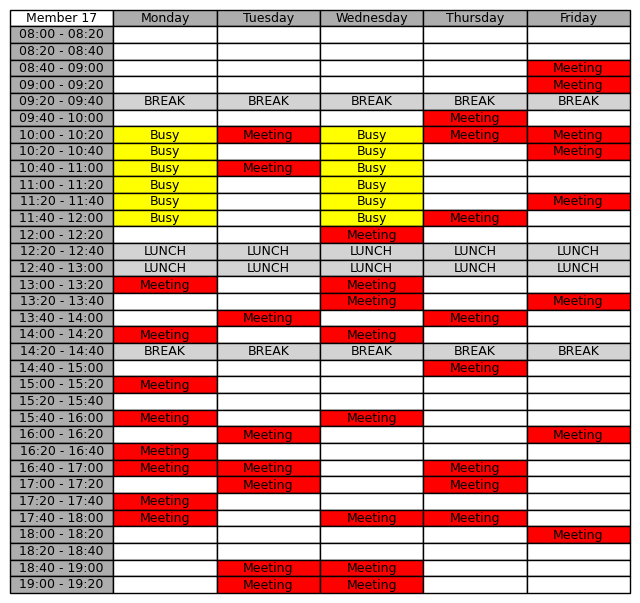 Member 17 Monday Tuesday Wednesday Thursday Friday
08:00 - 08:20
08:20 - 08:40
08:40 - 09:00 Meeting
09:00 - 09:20 Meeting
09:20 - 09:40 BREAK BREAK BREAK BREAK BREAK
09:40 - 10:00 Meeting
10:00 - 10:20 Busy Meeting Busy Meeting Meeting
10:20 - 10:40 Busy Busy Meeting
10:40 - 11:00 Busy Meeting Busy
11:00 - 11:20 Busy Busy
11:20 - 11:40 Busy Busy Meeting
11:40 - 12:00 Busy Busy Meeting
12:00 - 12:20 Meeting
12:20 - 12:40 LUNCH LUNCH LUNCH LUNCH LUNCH
12:40 - 13:00 LUNCH LUNCH LUNCH LUNCH LUNCH
13:00 - 13:20 Meeting Meeting
13:20 - 13:40 Meeting Meeting
13:40 - 14:00 Meeting Meeting
14:00 - 14:20 Meeting Meeting
14:20 - 14:40 BREAK BREAK BREAK BREAK BREAK
14:40 - 15:00 Meeting
15:00 - 15:20 Meeting
15:20 - 15:40
15:40 - 16:00 Meeting Meeting
16:00 - 16:20 Meeting Meeting
16:20 - 16:40 Meeting
16:40 - 17:00 Meeting Meeting Meeting
17:00 - 17:20 Meeting Meeting
17:20 - 17:40 Meeting
17:40 - 18:00 Meeting Meeting Meeting
18:00 - 18:20 Meeting
18:20 - 18:40
18:40 - 19:00 Meeting Meeting
19:00 - 19:20 Meeting Meeting